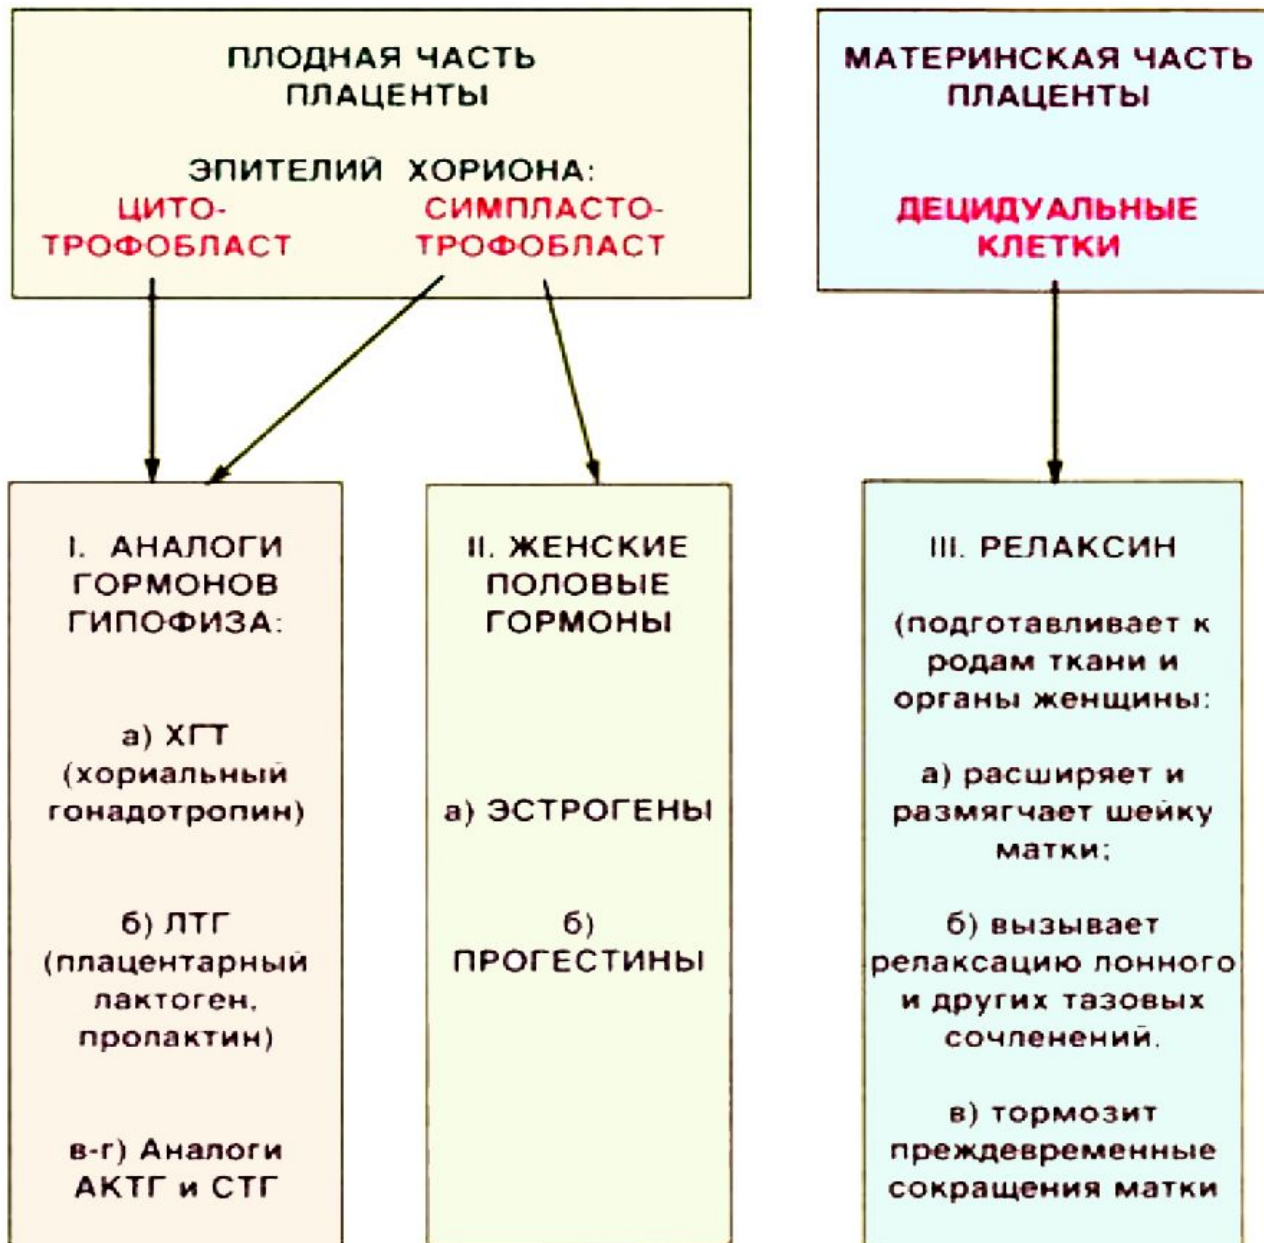 ПЛОДНАЯ ЧАСТЬ
ПЛАЦЕНТЫ
ЭПИТЕЛИЙ ХОРИОНА:
ЦИТО-
ТРОФОБЛАСТ
СИМПЛАСТО-
ТРОФОБЛАСТ
МАТЕРИНСКАЯ ЧАСТЬ
ПЛАЦЕНТЫ
ДЕЦИДУАЛЬНЫЕ
КЛЕТКИ
I. АНАЛОГИ
ГОРМОНОВ
ГИПОФИЗА:
а) ХГТ
(хориальный
гонадотропин)
б) ЛТГ
(плацентарный
лактоген,
пролактин)
в-г) Аналоги
АКТГ и СТГ
II. ЖЕНСКИЕ
ПОЛОВЫЕ
ГОРМОНЫ
а) ЭСТРОГЕНЫ
б)
ПРОГЕСТИНЫ
III. РЕЛАКСИН
(подготавливает к
родам ткани и
органы женщины:
а) расширяет и
размягчает шейку
матки;
б) вызывает
релаксацию лонного
и других тазовых
сочленений,
в) тормозит
преждевременные
сокращения матки